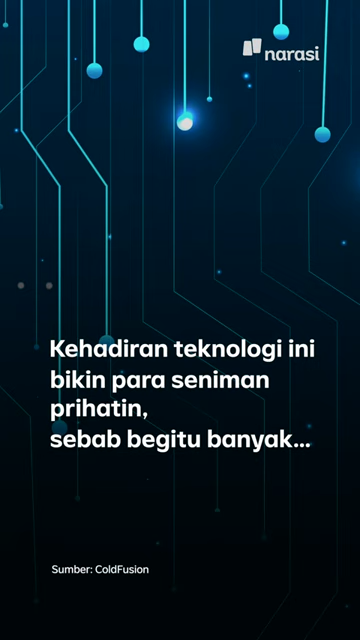 narasi
Kehadiran teknologi ini
bikin para seniman
prihatin,
sebab begitu banyak...
Sumber: ColdFusion